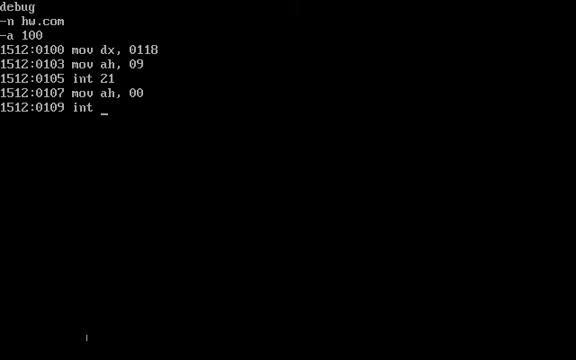 debug
-n hw.com
-a 100
1512:0100 mov dx, 0118
1512:0103 mov ah, 09
1512:0105 int 21
1512:0107 mov ah, 00
1512:0109 int _